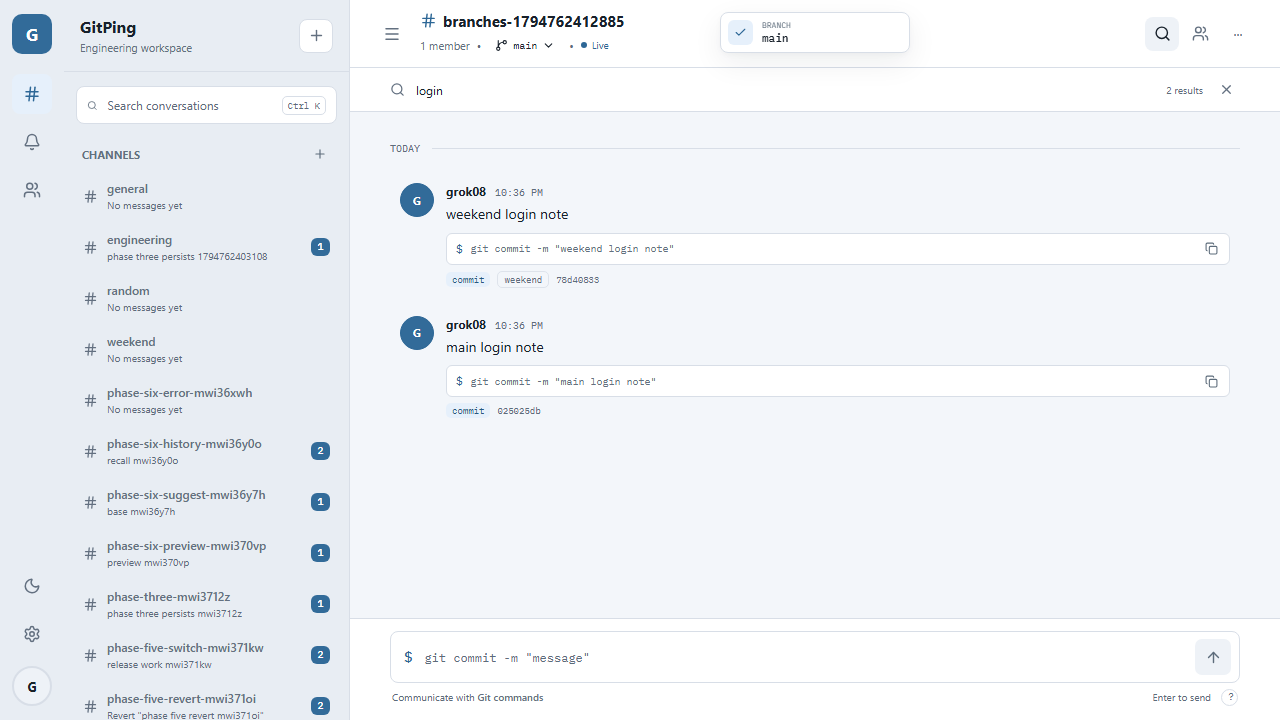 G
GitPing
Engineering workspace
Search conversations
Ctrl K
CHANNELS
general
No messages yet
engineering
1
phase three persists 1794762403108
random
No messages yet
weekend
No messages yet
phase-six-error-mwi36xwh
No messages yet
phase-six-history-mwi36y0o
2
recall mwi36y0o
phase-six-suggest-mwi36y7h
1
base mwi36y7h
phase-six-preview-mwi370vp
1
preview mwi370vp
phase-three-mwi3712z
1
phase three persists mwi3712z
phase-five-switch-mwi371kw
2
release work mwi371kw
phase-five-revert-mwi371oi
2
Revert "phase five revert mwi371oi"
G
# branches-1794762412885
1 member • main • Live
BRANCH
main
login
2 results
TODAY
G
grok08 10:36 PM
weekend login note
$ git commit -m "weekend login note"
commit weekend 78d40833
G
grok08 10:36 PM
main login note
$ git commit -m "main login note"
commit 025025db
$ git commit -m "message"
Communicate with Git commands
Enter to send ?